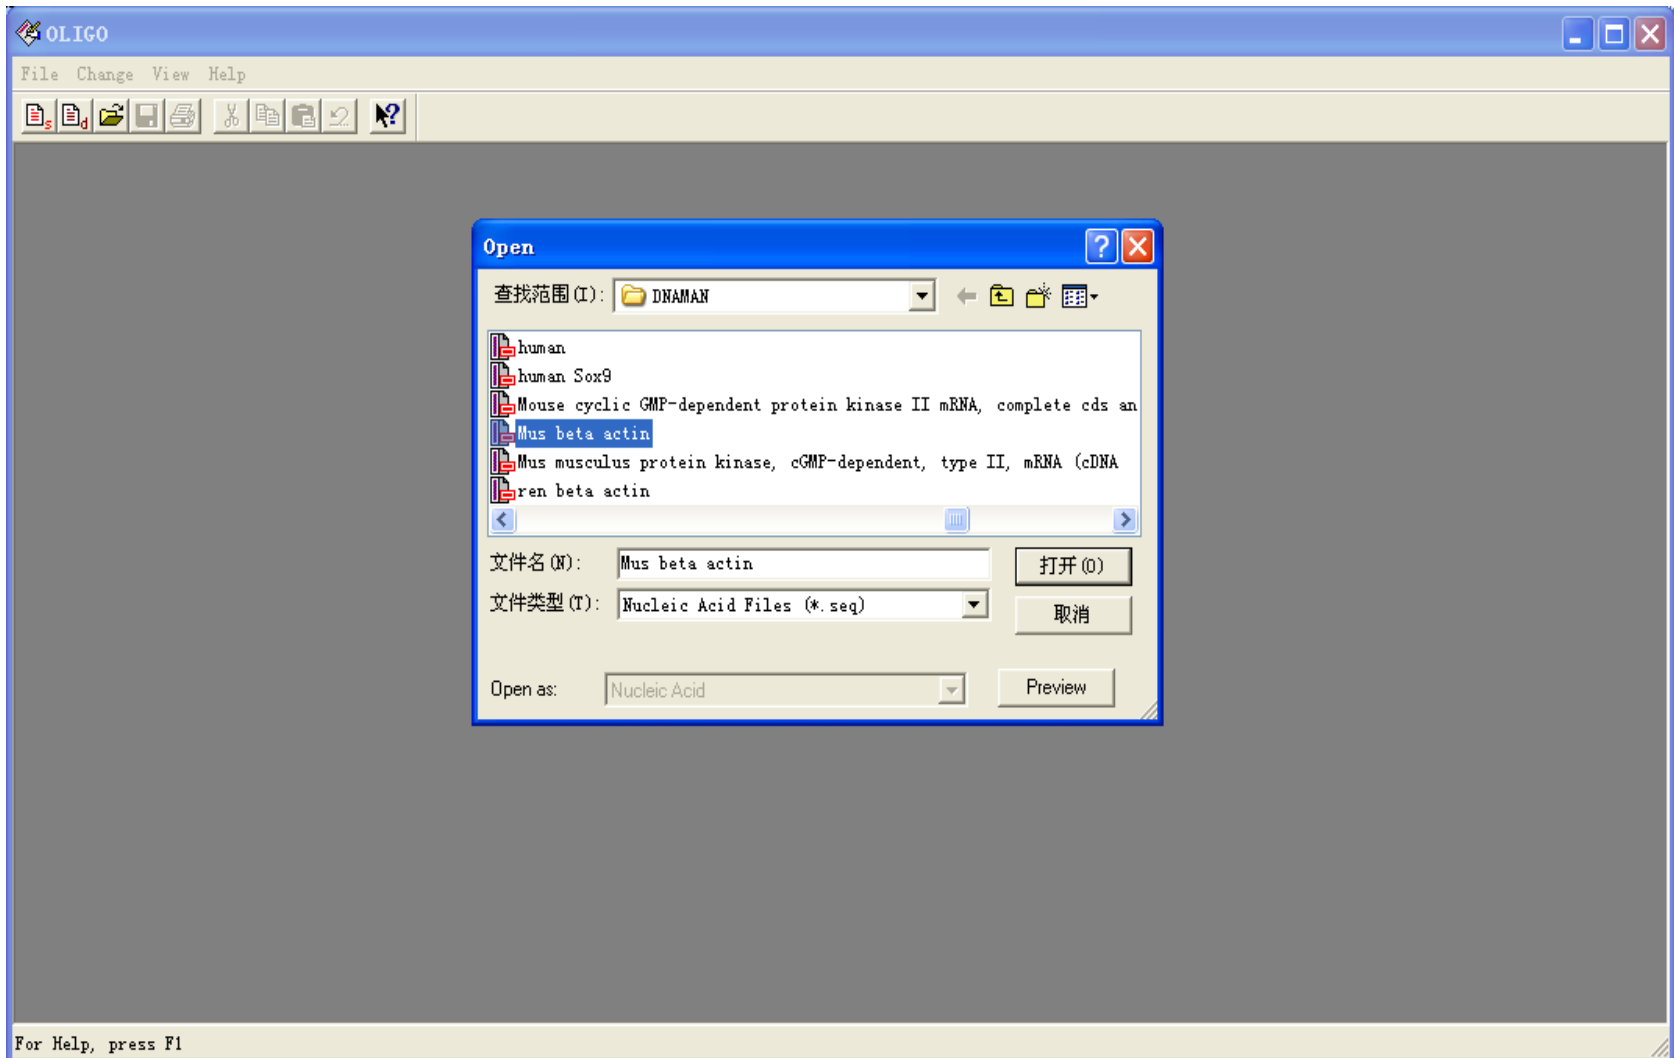 OLIGO
File Change View Help
Open
查找范围(I):
DNAMAN
human
human Sox9
Mouse cyclic GMP-dependent protein kinase II mRNA, complete cds an
Mus beta actin
Mus musculus protein kinase, cGMP-dependent, type II, mRNA (cDNA
ren beta actin
文件名(N): Mus beta actin 打开(O)
文件类型(T): Nucleic Acid Files (*.seq)
取消
Open as: Nucleic Acid Preview
For Help, press F1